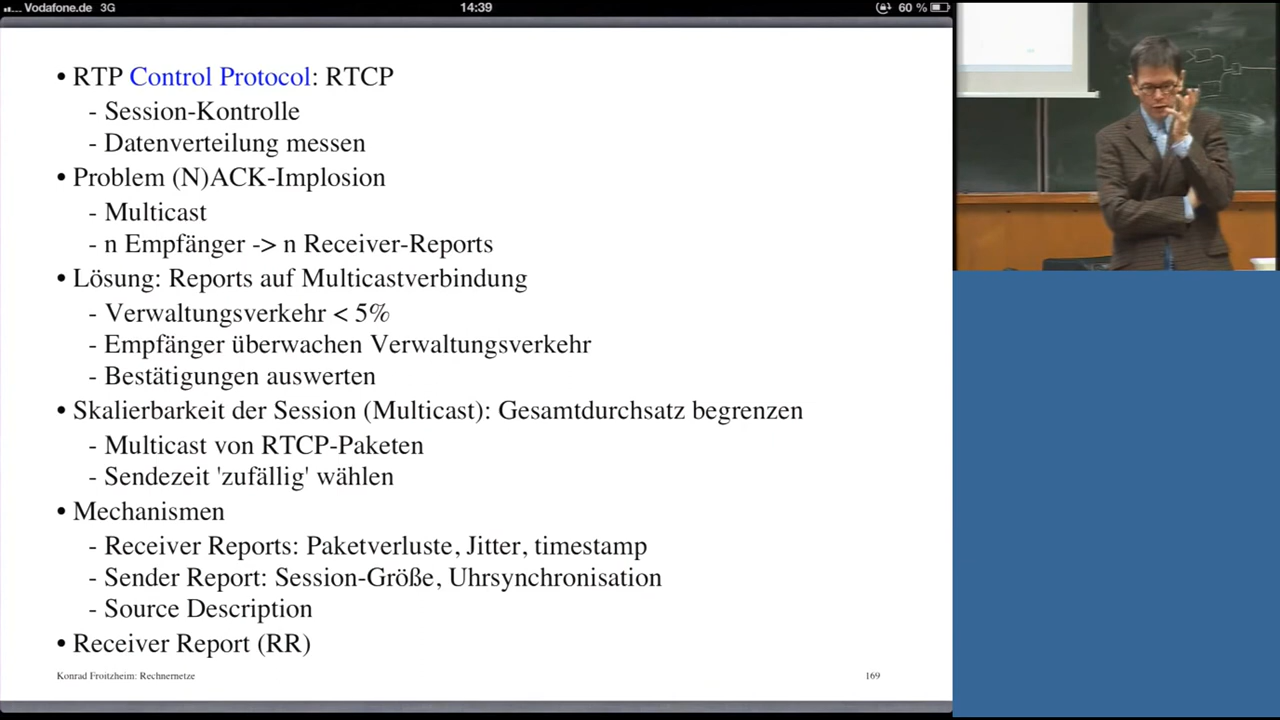 Vodafone.de 3G 14:39 60 %
• RTP Control Protocol: RTCP
- Session-Kontrolle
- Datenverteilung messen
• Problem (N)ACK-Implosion
- Multicast
- n Empfänger -> n Receiver-Reports
• Lösung: Reports auf Multicastverbindung
- Verwaltungsverkehr < 5%
- Empfänger überwachen Verwaltungsverkehr
- Bestätigungen auswerten
• Skalierbarkeit der Session (Multicast): Gesamtdurchsatz begrenzen
- Multicast von RTCP-Paketen
- Sendezeit 'zufällig' wählen
• Mechanismen
- Receiver Reports: Paketverluste, Jitter, timestamp
- Sender Report: Session-Größe, Uhrsynchronisation
- Source Description
• Receiver Report (RR)
Konrad Froitzheim: Rechnernetze 169